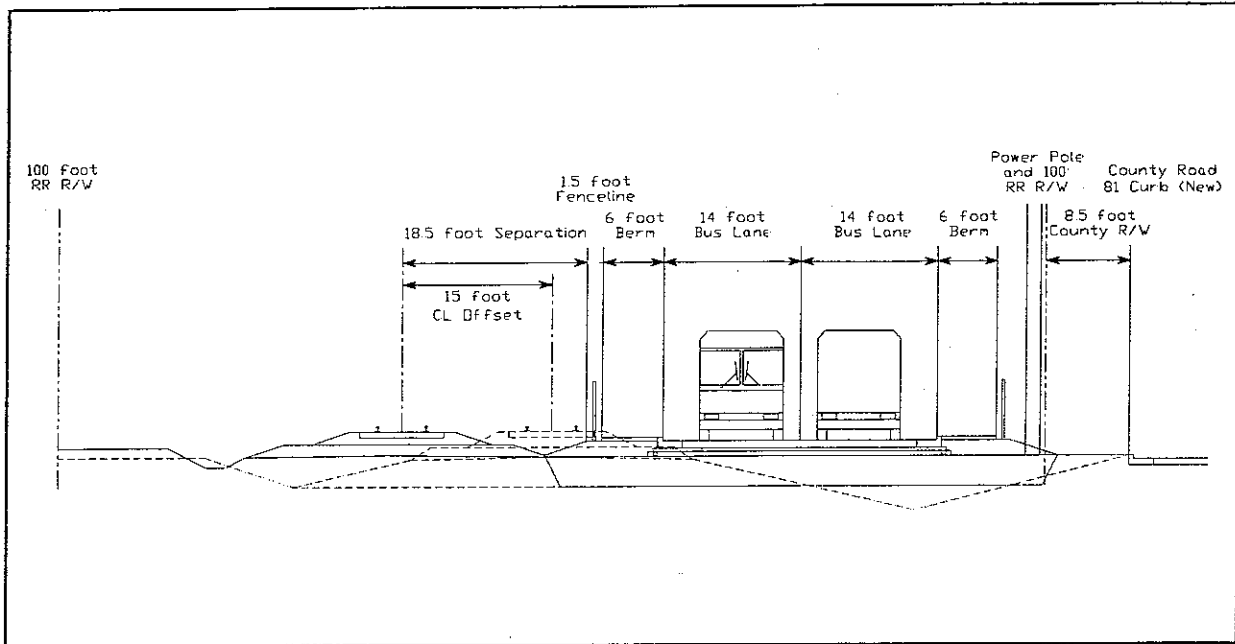 100 foot
RR R/W
18.5 foot Separation
15 foot
CL Offset
1.5 foot
Fenceline
6 foot
Berm
14 foot
Bus Lane
14 foot
Bus Lane
6 foot
Berm
Power Pole
and 100'
RR R/W
County Road
81 Curb (New)
8.5 foot
County R/W